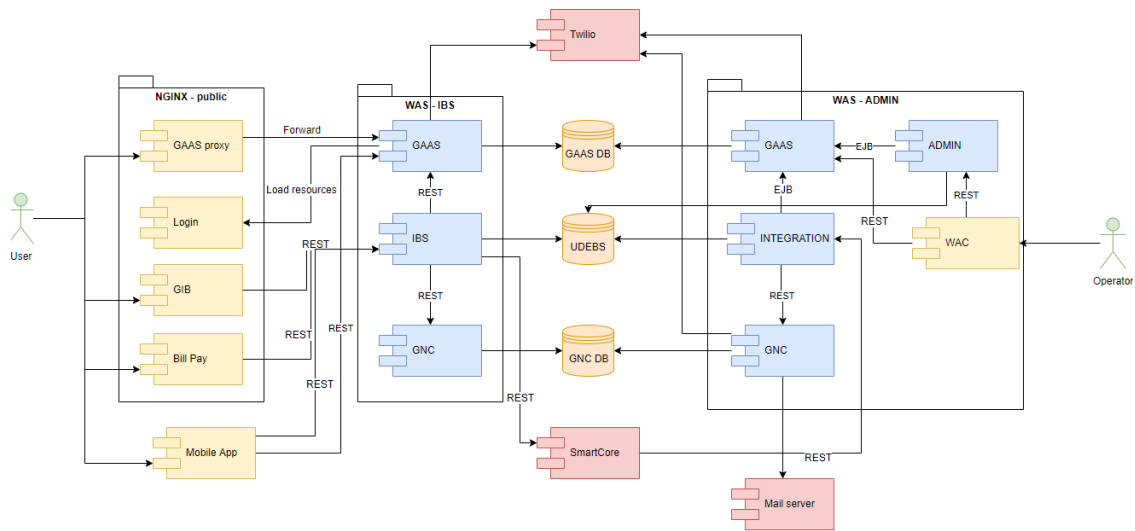 Twilio
NGINX - public
WAS - IBS
WAS - ADMIN
GAAS proxy
Forward
GAAS
GAAS DB
GAAS
EJB
ADMIN
Load resources
REST
EJB
REST
REST
User
Login
REST
IBS
UDEBS
INTEGRATION
WAC
Operator
GIB
REST
REST
REST
REST
Bill Pay
GNC
GNC DB
GNC
REST
REST
Mobile App
SmartCore
REST
Mail server